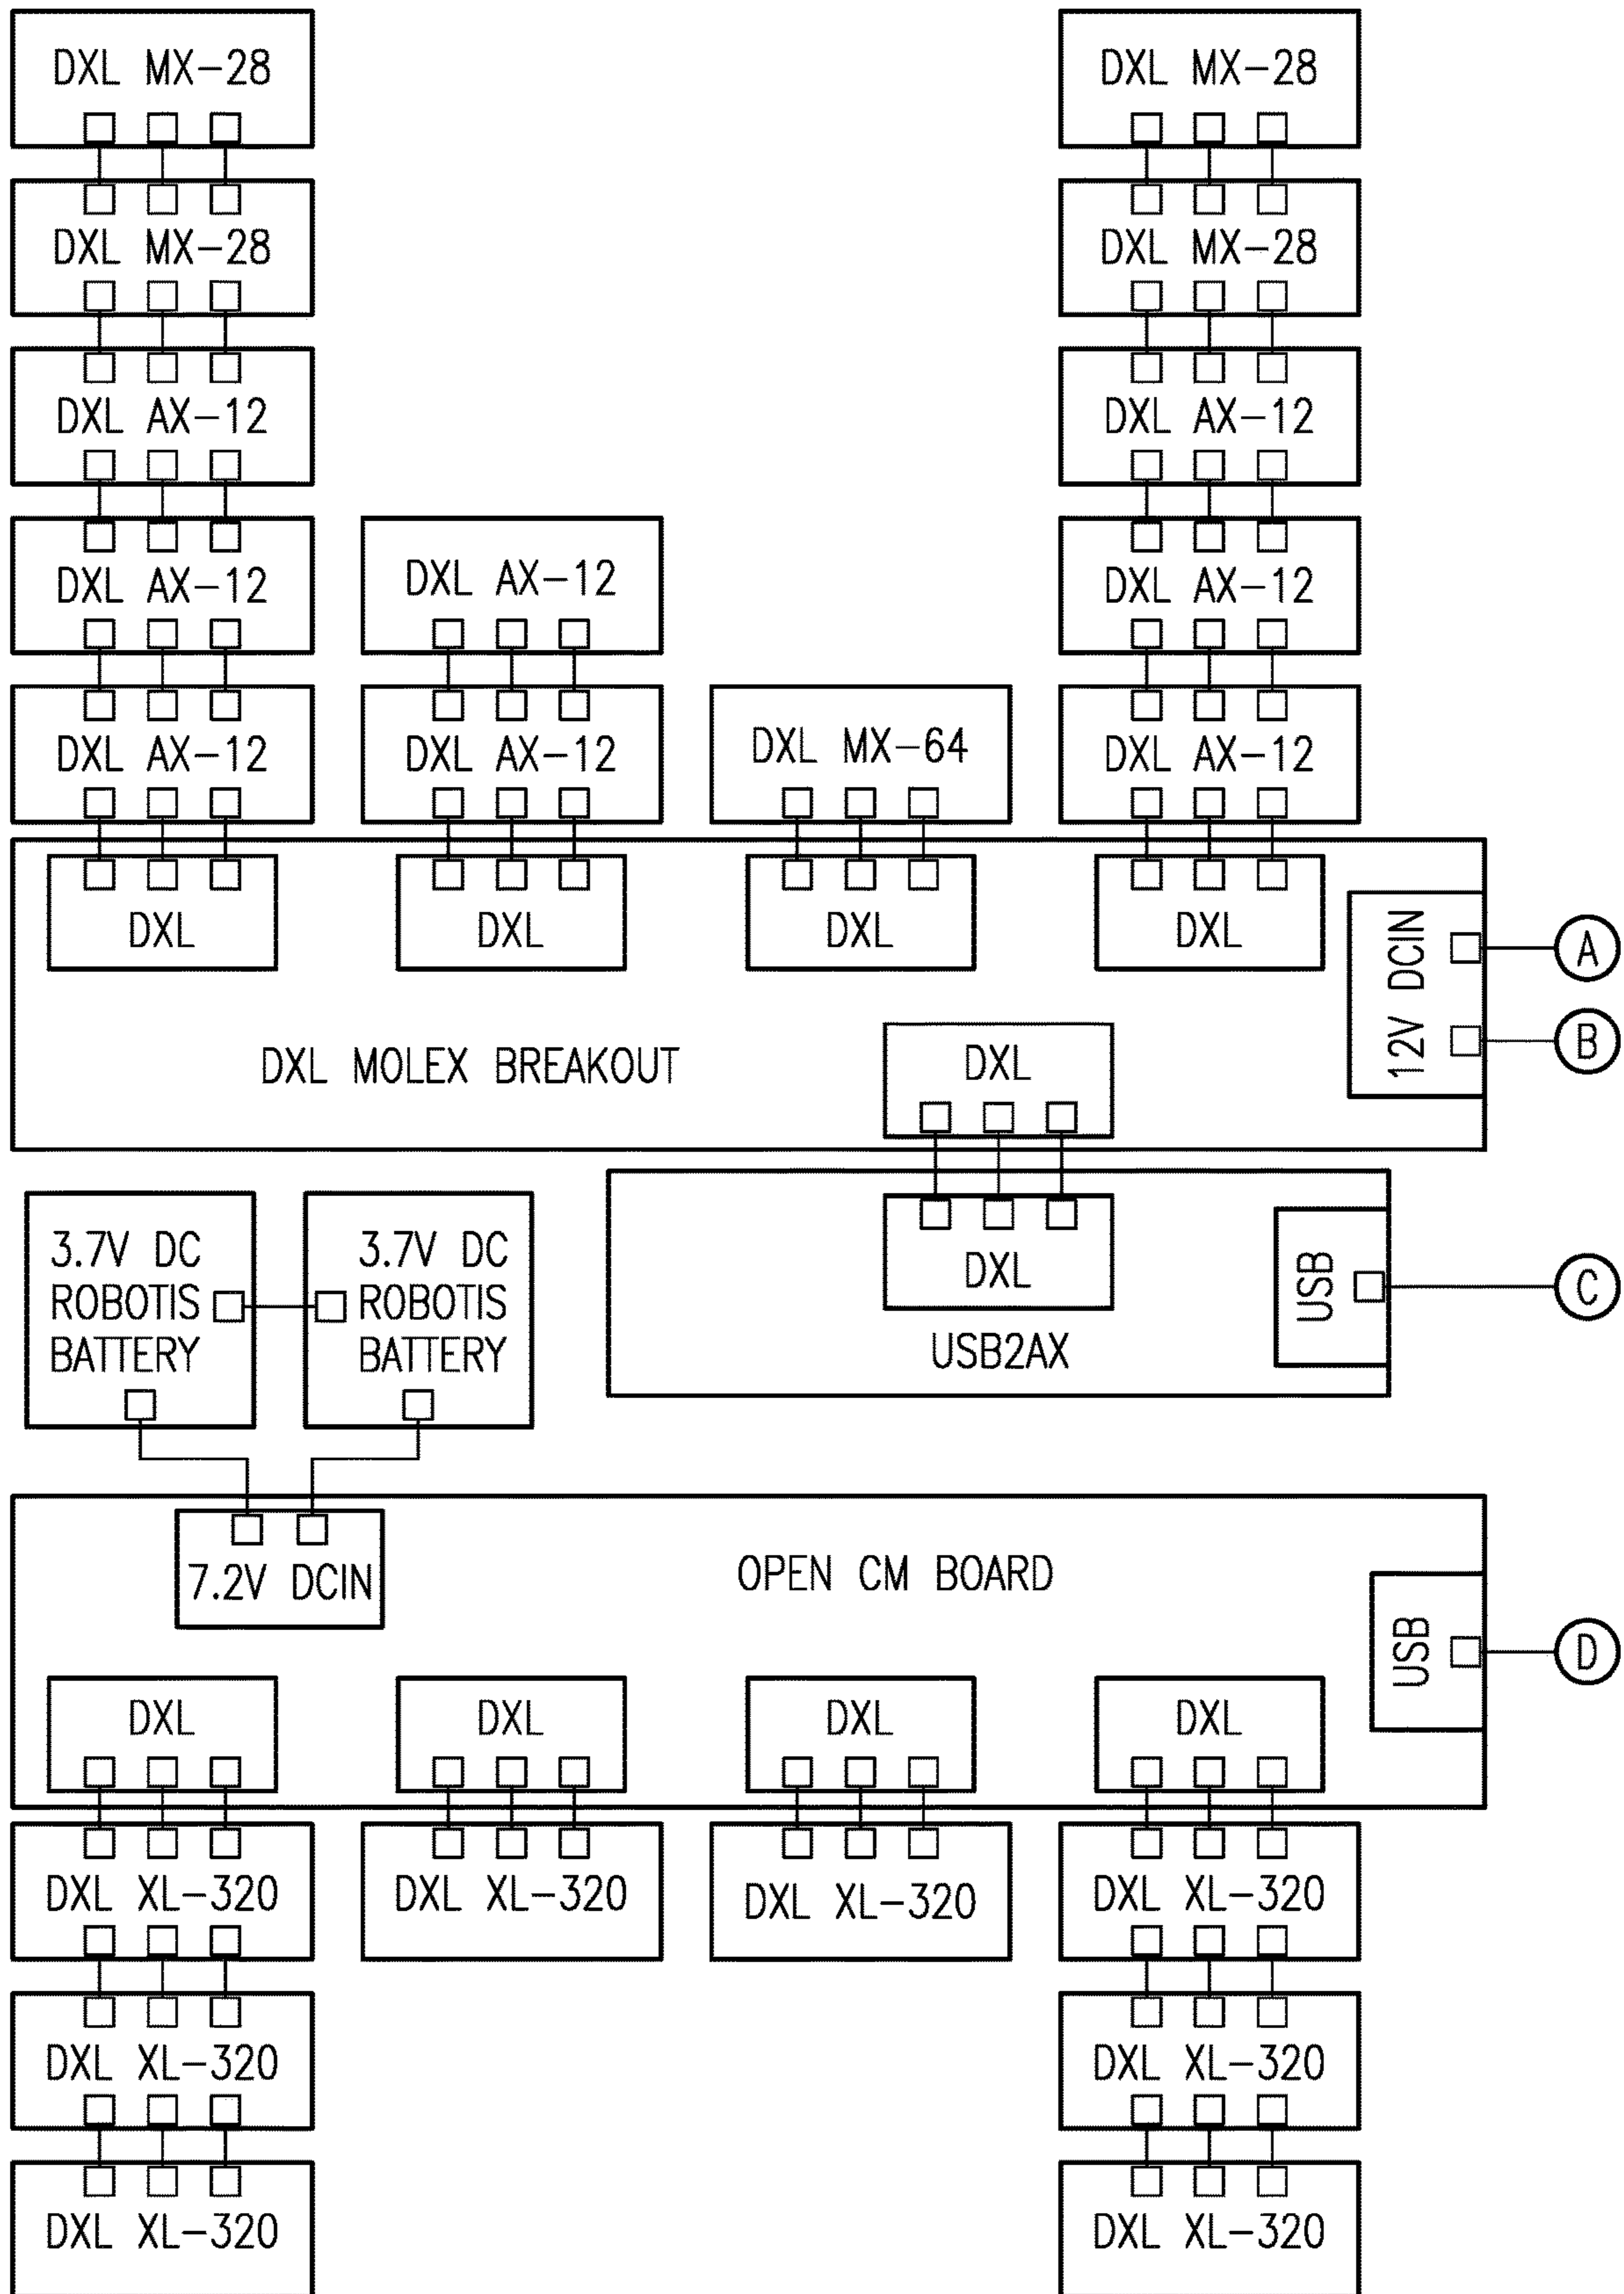 DXL MX-28
DXL MX-28
DXL MX-28
DXL MX-28
DXL AX-12
DXL AX-12
DXL AX-12
DXL AX-12
DXL AX-12
DXL AX-12
DXL AX-12
DXL MX-64
DXL AX-12
DXL
DXL
DXL
DXL
12V DCIN
A
B
DXL MOLEX BREAKOUT
DXL
3.7V DC
ROBOTIS
BATTERY
3.7V DC
ROBOTIS
BATTERY
DXL
USB2AX
USB
C
7.2V DCIN
OPEN CM BOARD
USB
D
DXL
DXL
DXL
DXL
DXL XL-320
DXL XL-320
DXL XL-320
DXL XL-320
DXL XL-320
DXL XL-320
DXL XL-320
DXL XL-320